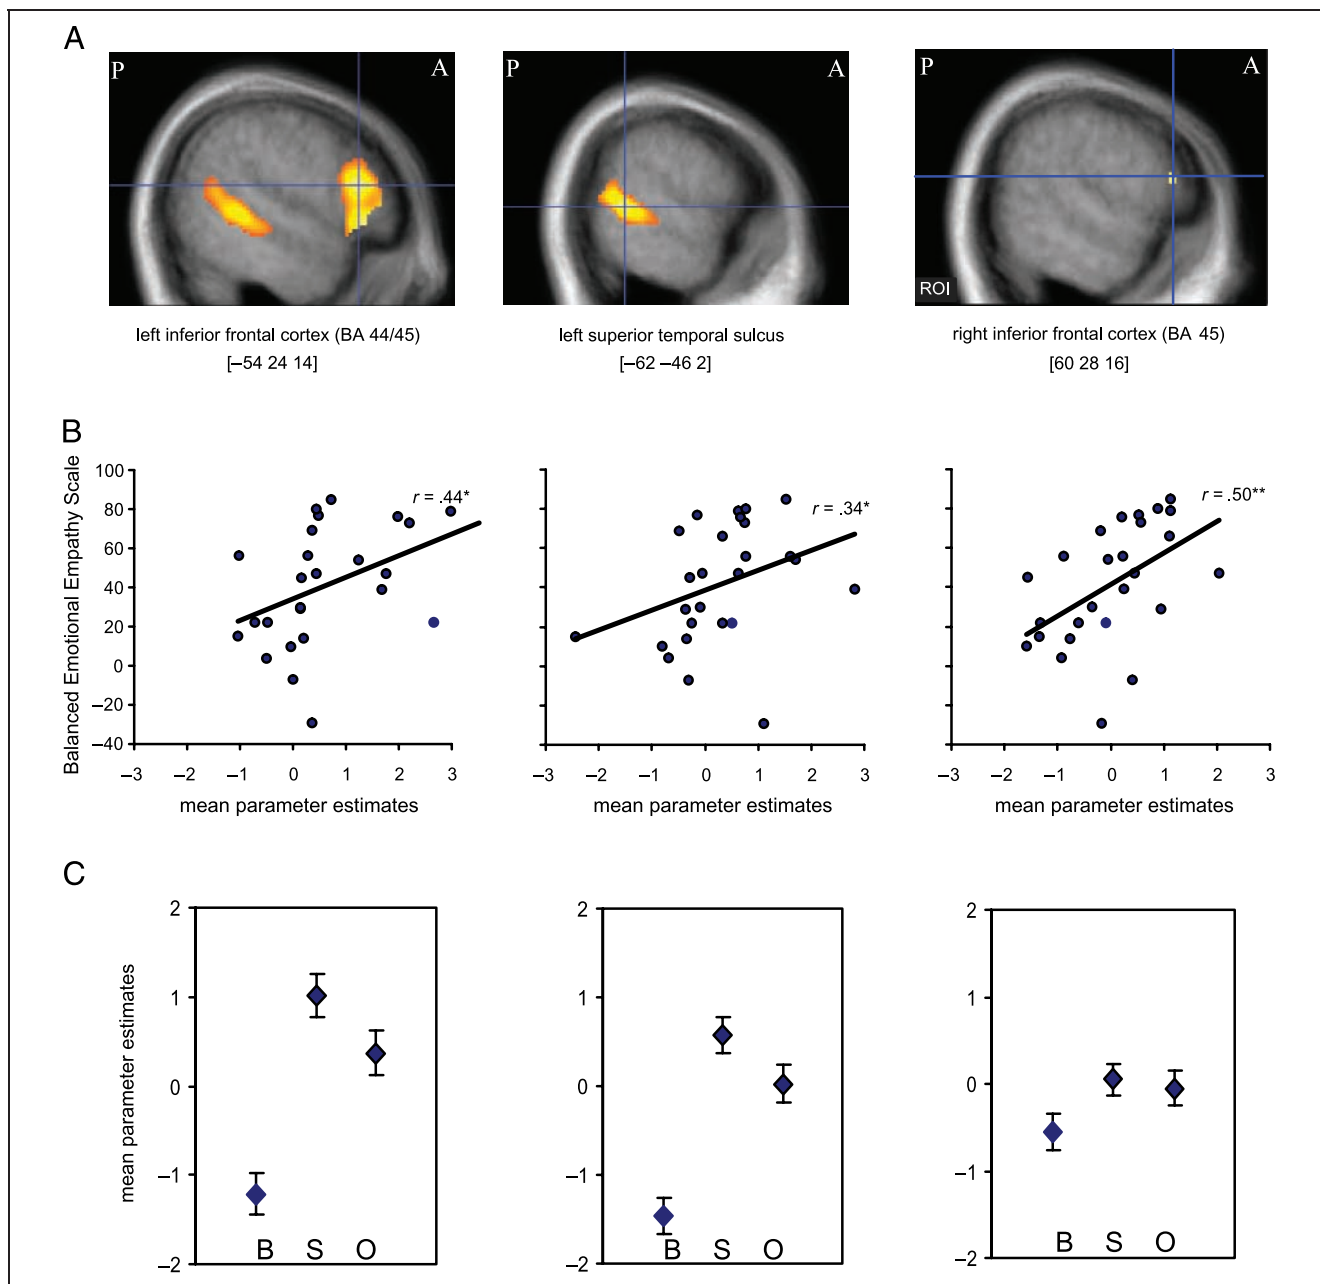 A
P A
P A
P A
ROI
left inferior frontal cortex (BA 44/45)
[–54 24 14]
left superior temporal sulcus
[–62 –46 2]
right inferior frontal cortex (BA 45)
[60 28 16]
B
Balanced Emotional Empathy Scale
100
80
60
40
20
0
–20
–40
r = .44*
–3 –2 –1 0 1 2 3
mean parameter estimates
r = .34*
–3 –2 –1 0 1 2 3
mean parameter estimates
r = .50**
–3 –2 –1 0 1 2 3
mean parameter estimates
C
mean parameter estimates
2
1
0
–1
–2
B S O
2
1
0
–1
–2
B S O
2
1
0
–1
–2
B S O